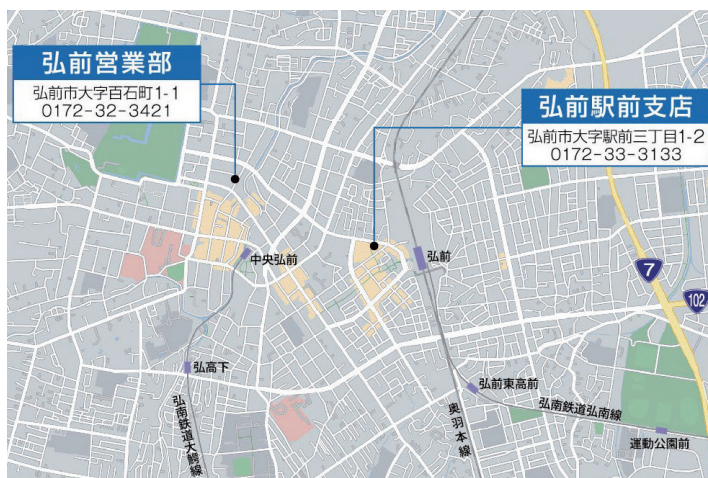 弘前営業部
弘前市大字百石町1-1
0172-32-3421
弘前駅前支店
弘前市大字駅前三丁目1-2
0172-33-3133
中央弘前
弘前
7
102
弘高下
弘前東高前
弘南鉄道弘南線
運動公園前
弘南鉄道大鰐線
奥羽本線